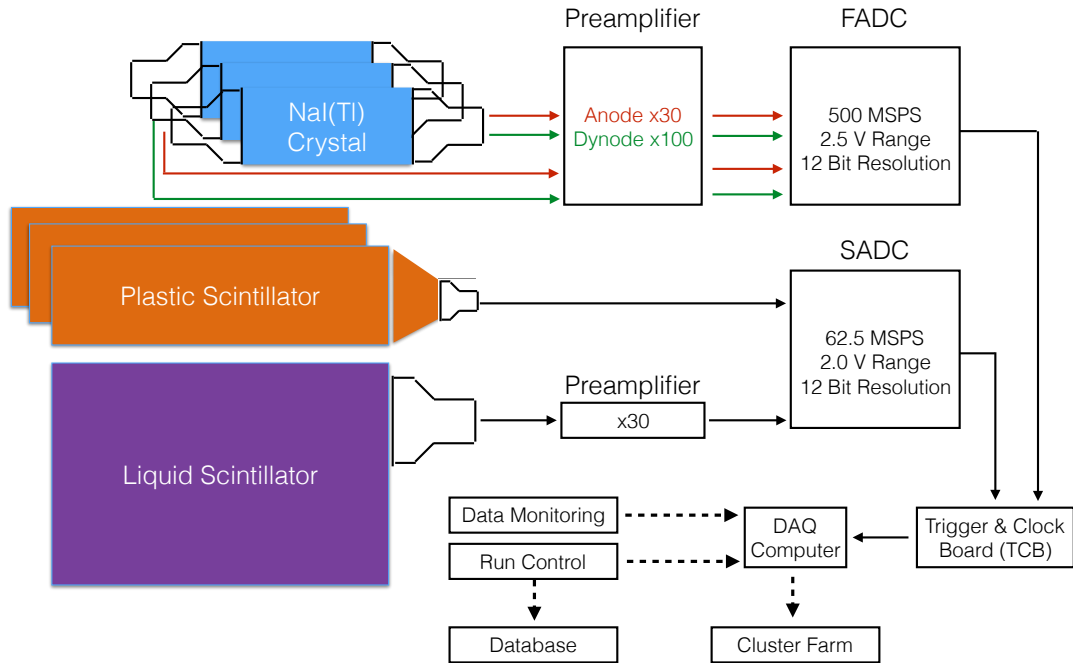 Preamplifier
FADC
NaI(Tl)
Crystal
Anode x30
Dynode x100
500 MSPS
2.5 V Range
12 Bit Resolution
SADC
Plastic Scintillator
62.5 MSPS
2.0 V Range
12 Bit Resolution
Preamplifier
x30
Liquid Scintillator
Data Monitoring
Run Control
DAQ
Computer
Trigger & Clock
Board (TCB)
Database
Cluster Farm